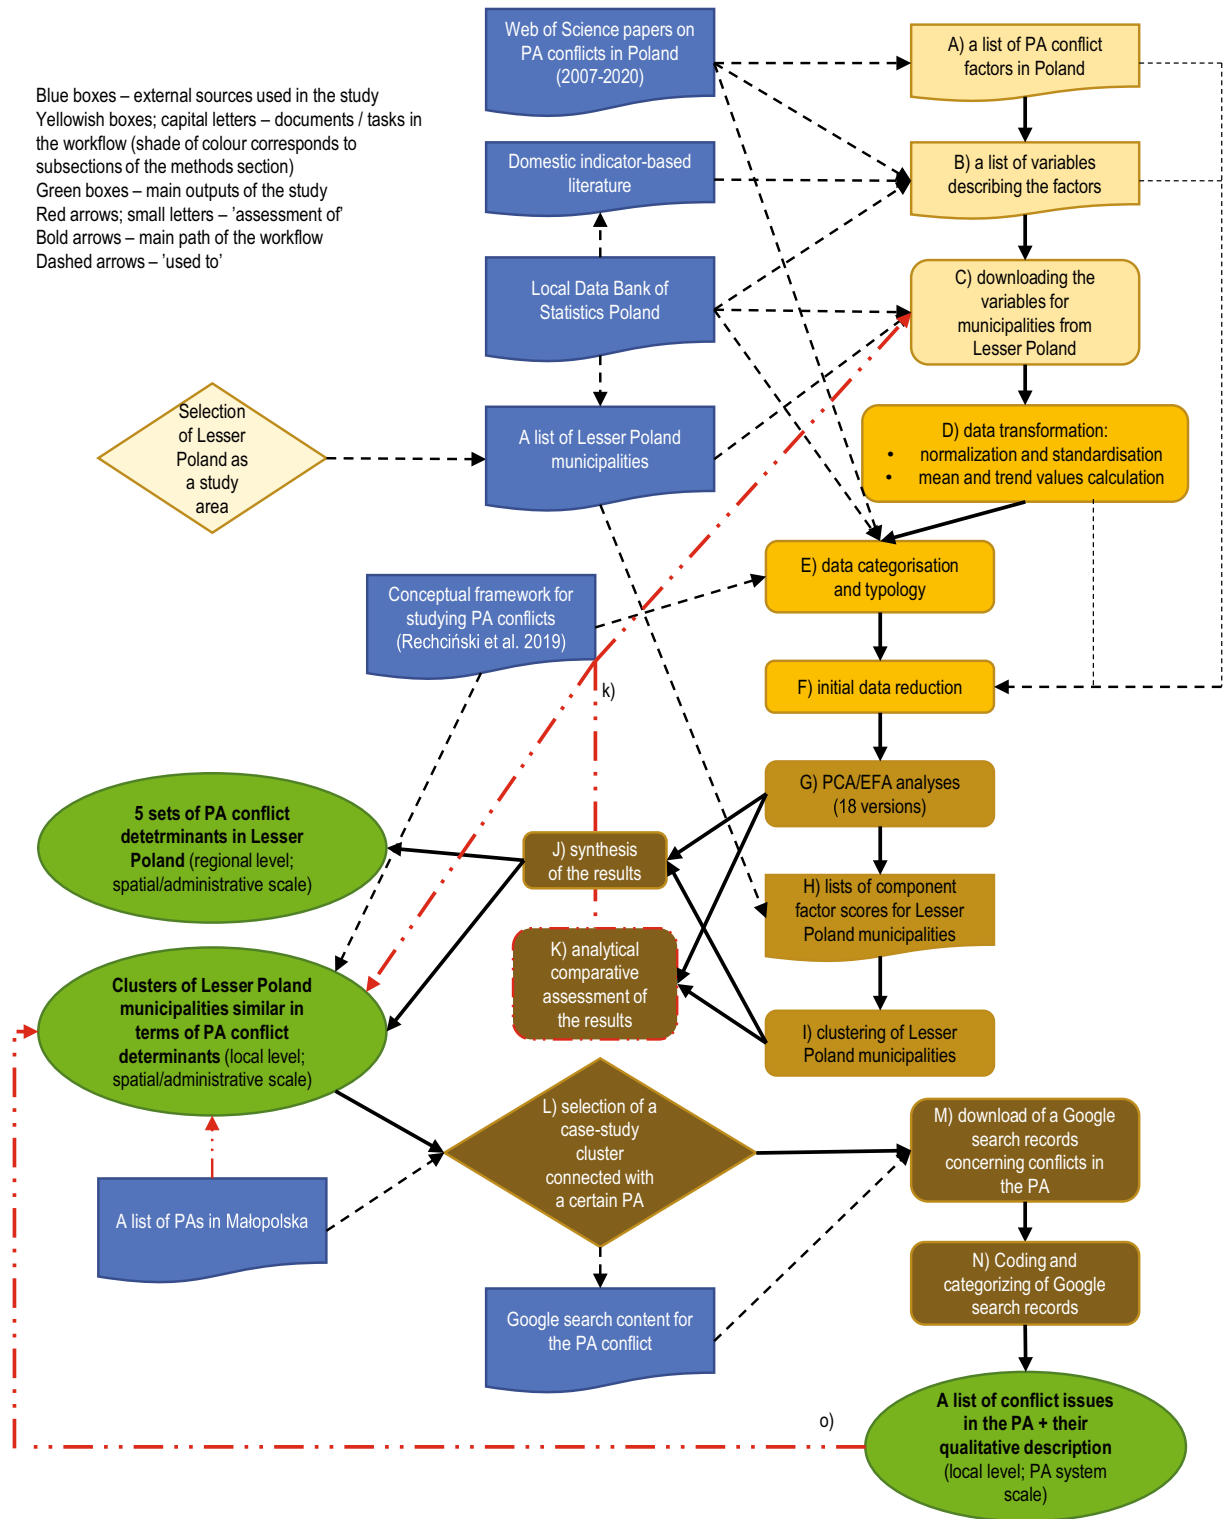 Web of Science papers on
PA conflicts in Poland
(2007-2020)
A) a list of PA conflict
factors in Poland
Blue boxes – external sources used in the study
Yellowish boxes; capital letters – documents / tasks in
the workflow (shade of colour corresponds to
subsections of the methods section)
Green boxes – main outputs of the study
Red arrows; small letters – 'assessment of'
Bold arrows – main path of the workflow
Dashed arrows – 'used to'
Domestic indicator-based
literature
B) a list of variables
describing the factors
Local Data Bank of
Statistics Poland
C) downloading the
variables for
municipalities from
Lesser Poland
Selection
of Lesser
Poland as
a study
area
A list of Lesser Poland
municipalities
D) data transformation:
• normalization and standardisation
• mean and trend values calculation
E) data categorisation
and typology
Conceptual framework for
studying PA conflicts
(Rechciński et al. 2019)
F) initial data reduction
k)
G) PCA/EFA analyses
(18 versions)
5 sets of PA conflict
detetrminants in Lesser
Poland (regional level;
spatial/administrative scale)
J) synthesis
of the results
H) lists of component
factor scores for Lesser
Poland municipalities
K) analytical
comparative
assessment of
the results
Clusters of Lesser Poland
municipalities similar in
terms of PA conflict
determinants (local level;
spatial/administrative scale)
I) clustering of Lesser
Poland municipalities
L) selection of a
case-study
cluster
connected with
a certain PA
M) download of a Google
search records
concerning conflicts in
the PA
A list of PAs in Małopolska
N) Coding and
categorizing of Google
search records
Google search content for
the PA conflict
o)
A list of conflict issues
in the PA + their
qualitative description
(local level; PA system
scale)